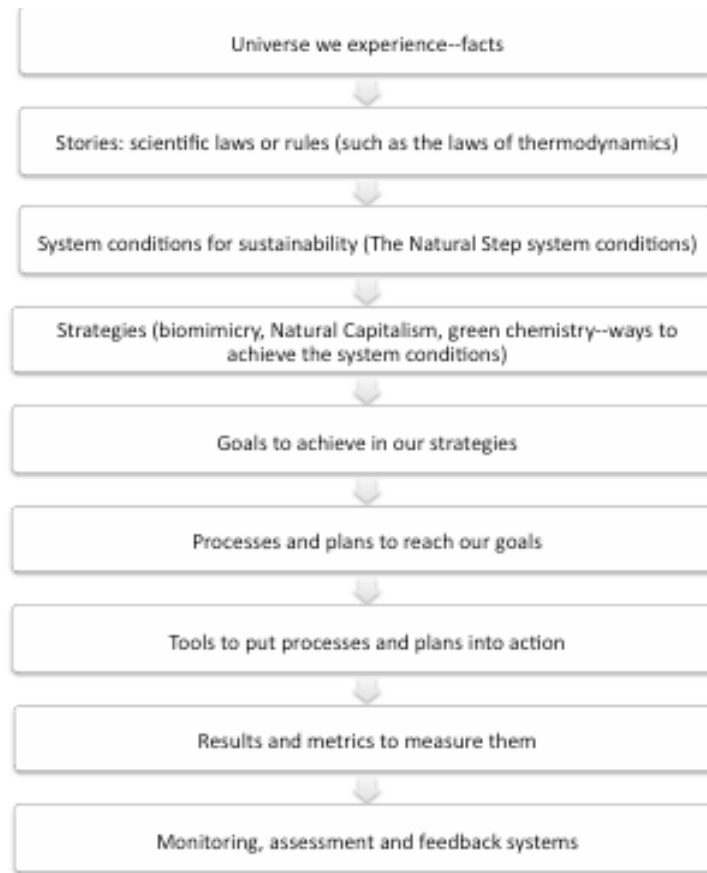 Universe we experience--facts
Stories: scientific laws or rules (such as the laws of thermodynamics)
System conditions for sustainability (The Natural Step system conditions)
Strategies (biomimicry, Natural Capitalism, green chemistry--ways to
achieve the system conditions)
Goals to achieve in our strategies
Processes and plans to reach our goals
Tools to put processes and plans into action
Results and metrics to measure them
Monitoring, assessment and feedback systems